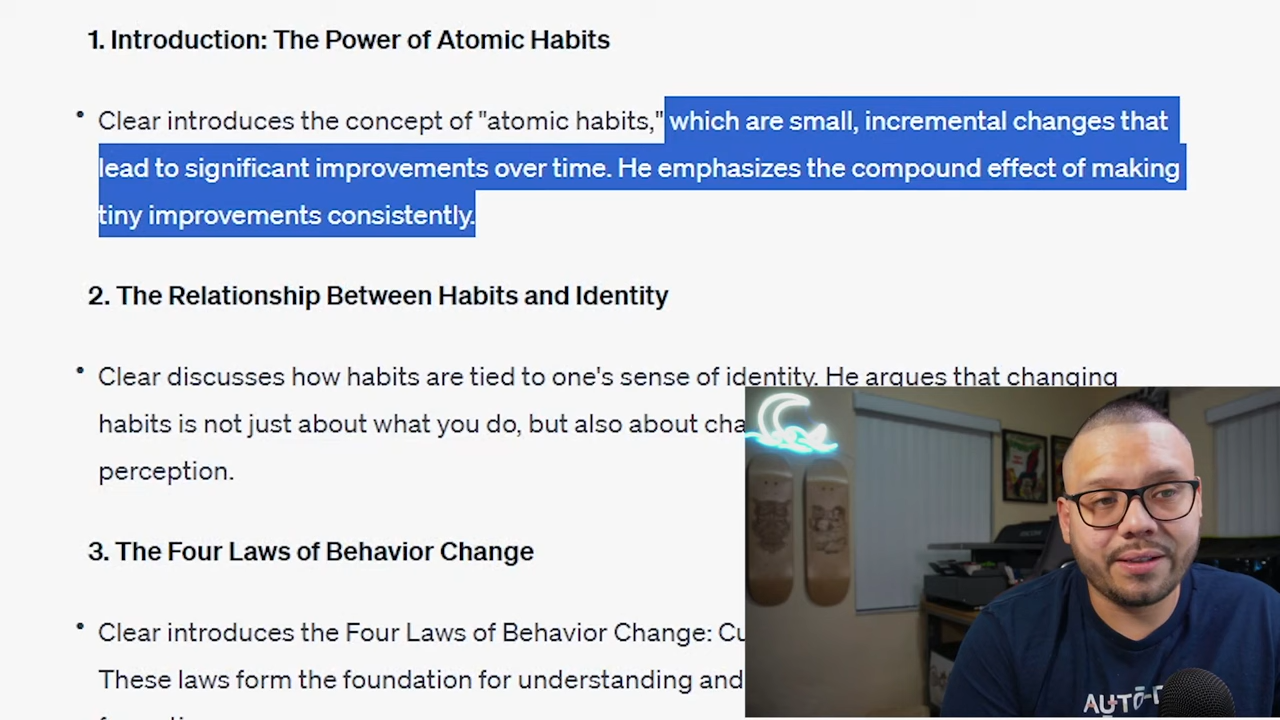 1. Introduction: The Power of Atomic Habits
• Clear introduces the concept of "atomic habits," which are small, incremental changes that
lead to significant improvements over time. He emphasizes the compound effect of making
tiny improvements consistently.
2. The Relationship Between Habits and Identity
• Clear discusses how habits are tied to one's sense of identity. He argues that changing
habits is not just about what you do, but also about cha
perception.
3. The Four Laws of Behavior Change
• Clear introduces the Four Laws of Behavior Change: Cu
These laws form the foundation for understanding and